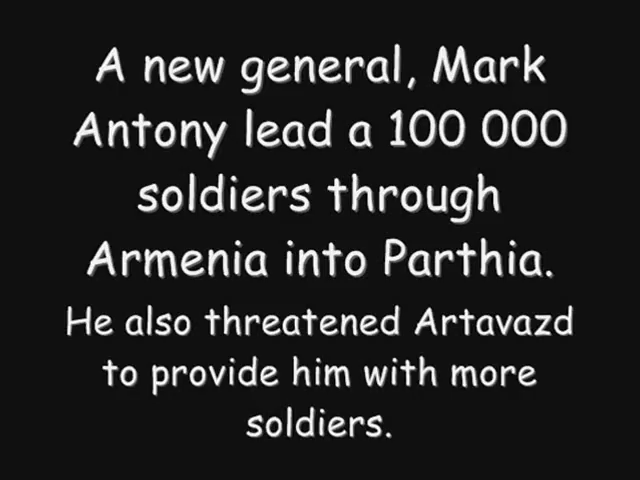 A new general, Mark
Antony lead a 100 000
soldiers through
Armenia into Parthia.
He also threatened Artavazd
to provide him with more
soldiers.